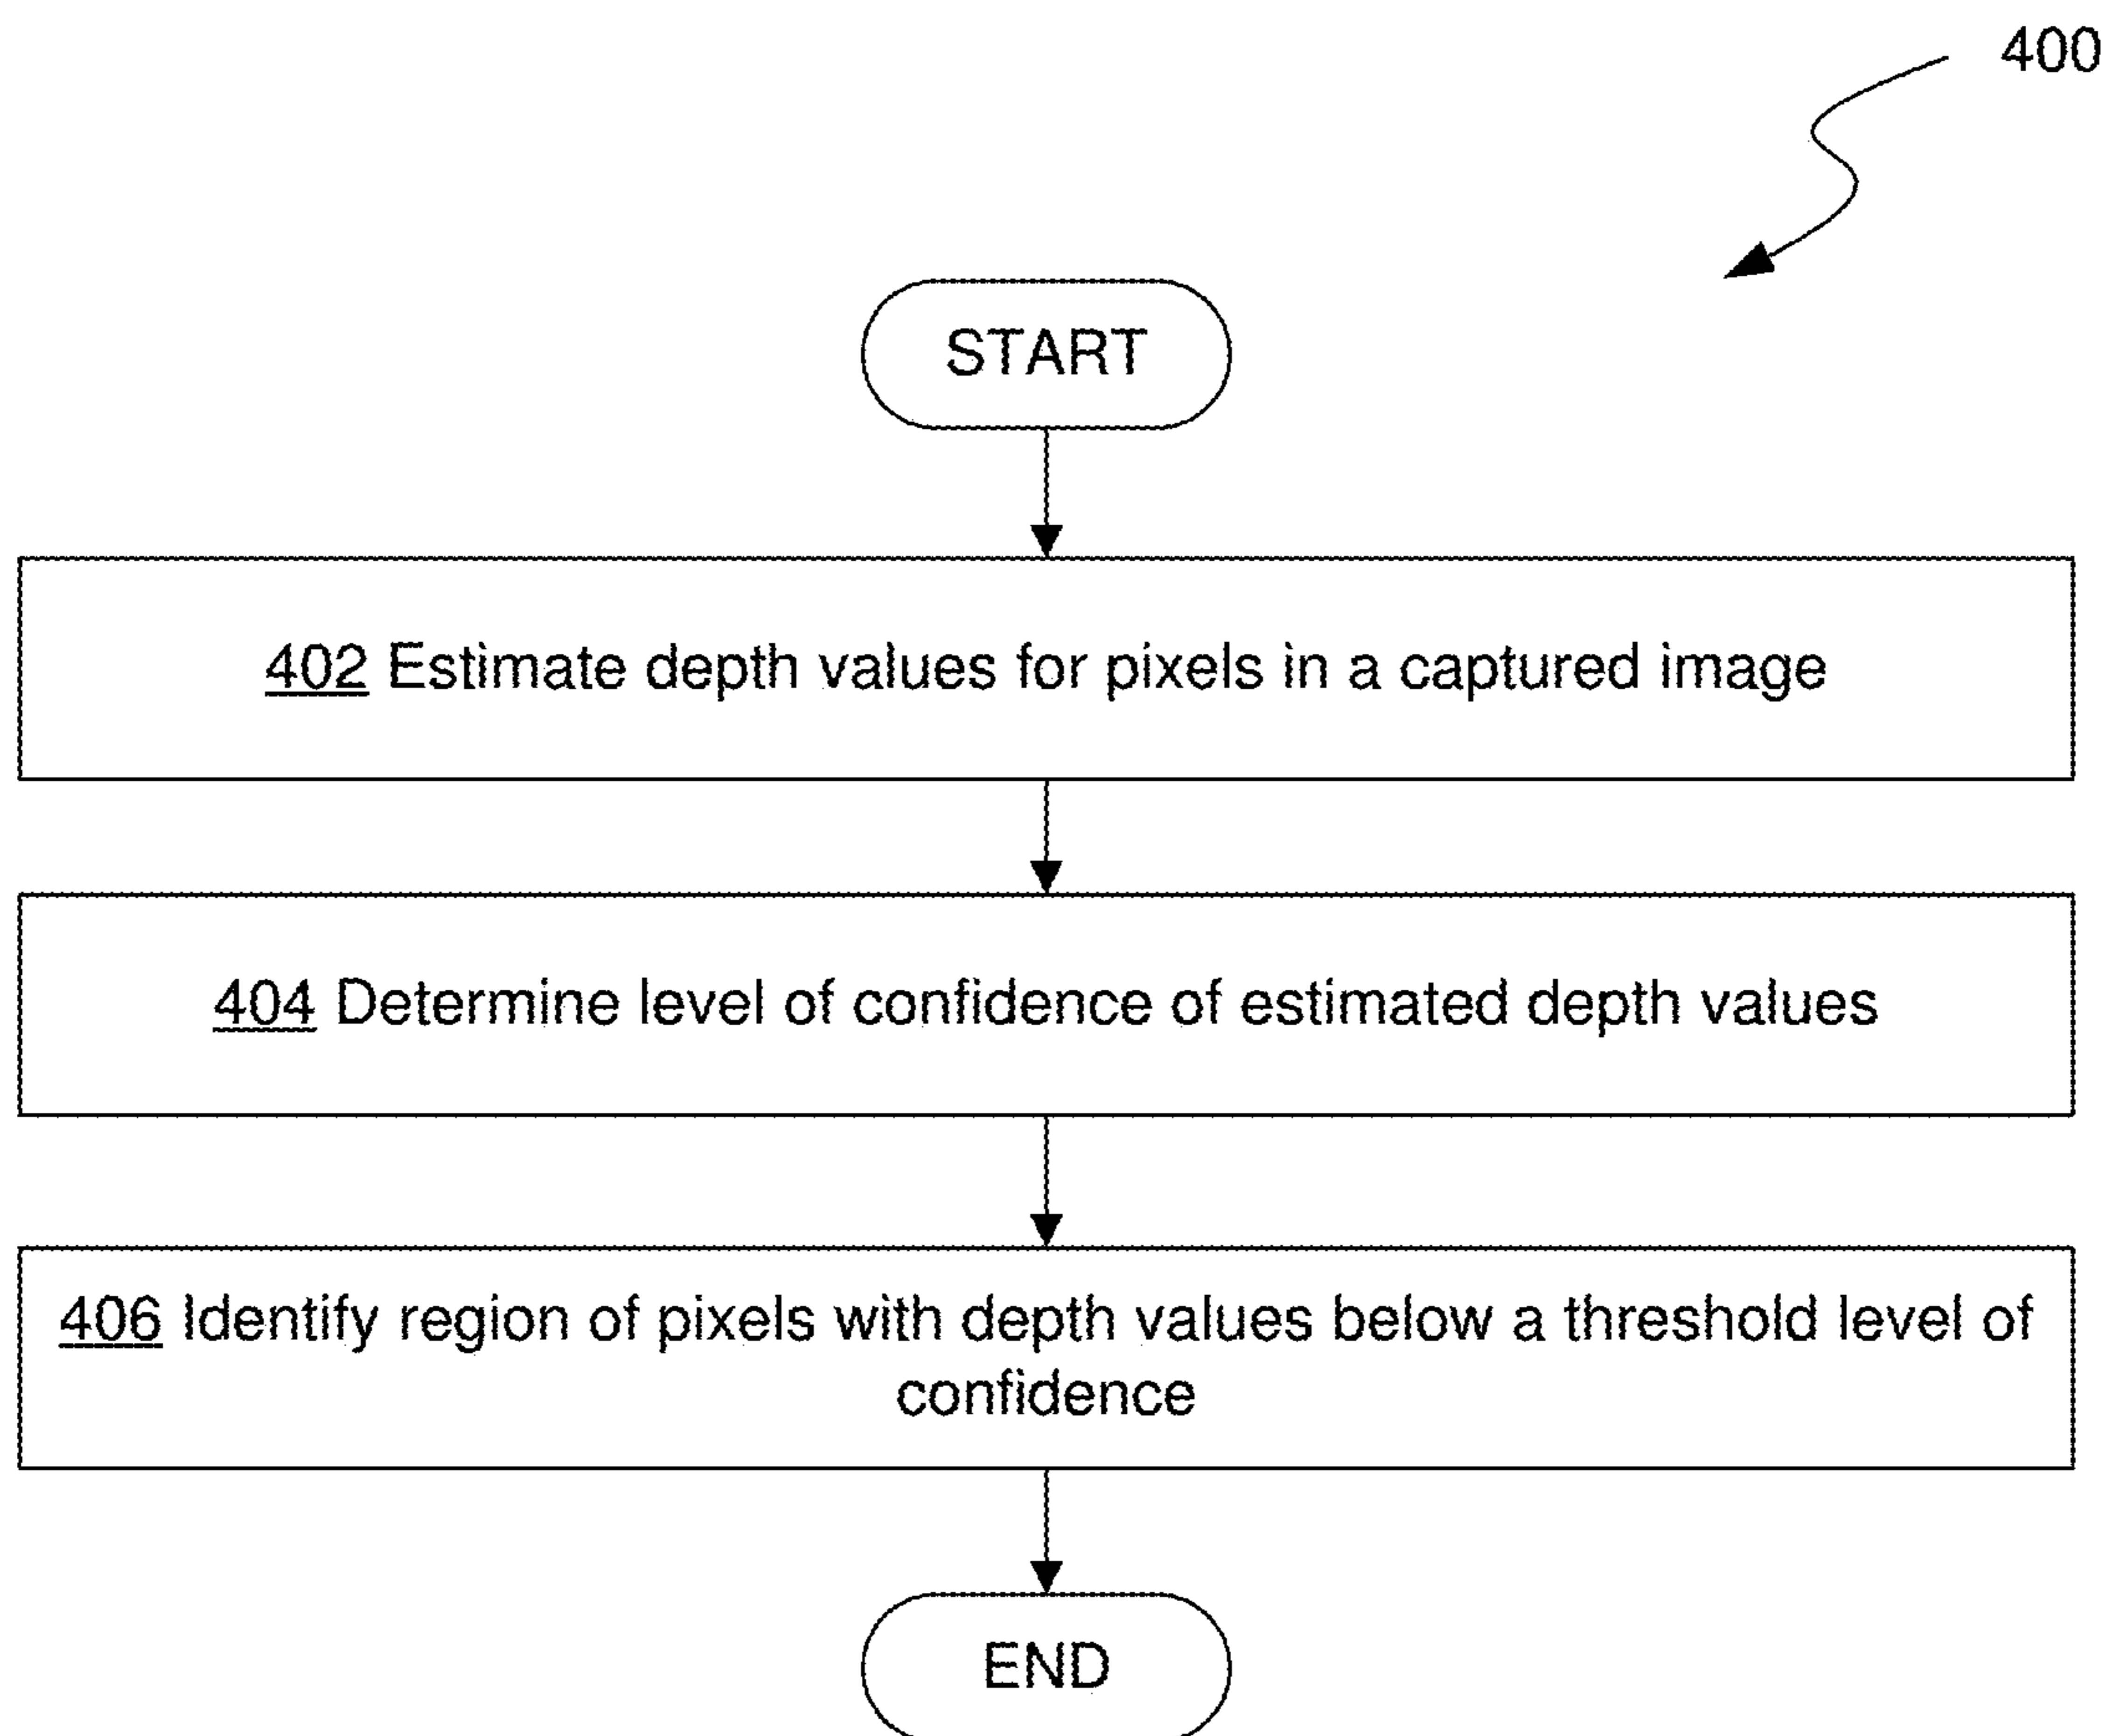 400
START
402 Estimate depth values for pixels in a captured image
404 Determine level of confidence of estimated depth values
406 Identify region of pixels with depth values below a threshold level of
confidence
END